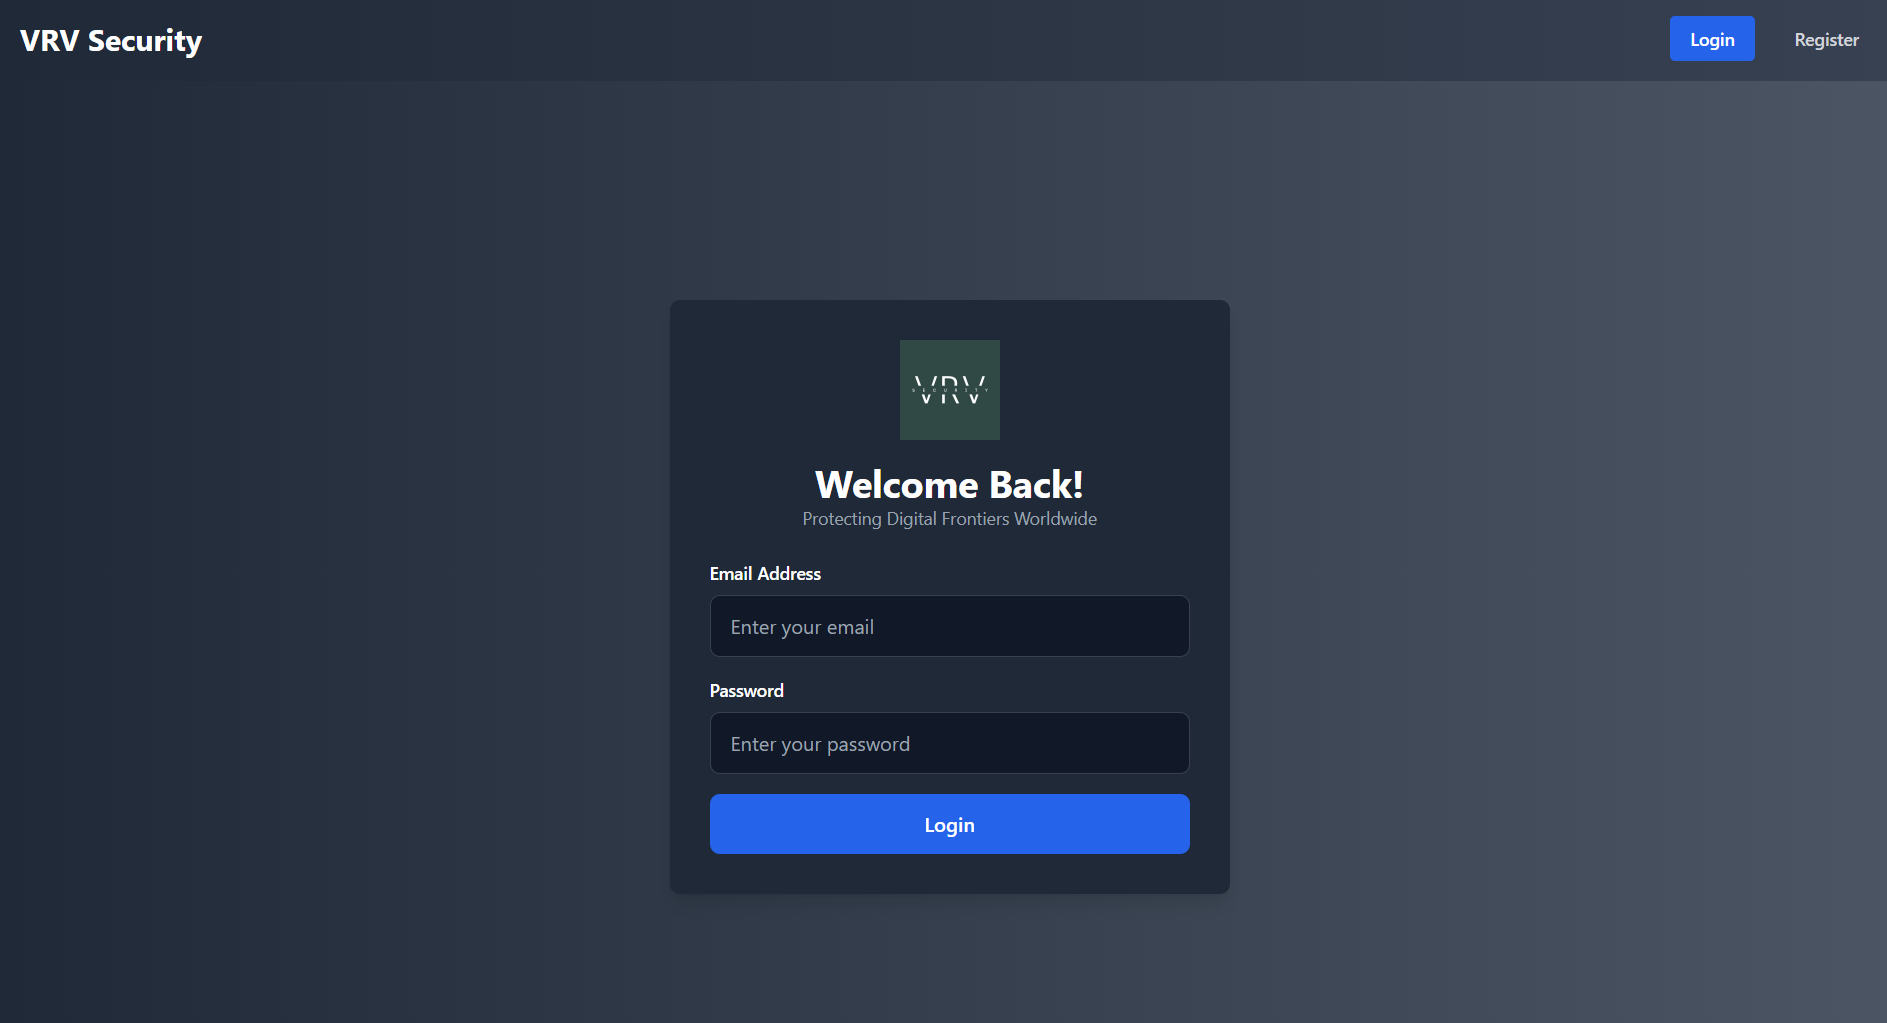 VRV Security
Login
Register
VRV
SECURITY
Welcome Back!
Protecting Digital Frontiers Worldwide
Email Address
Enter your email
Password
Enter your password
Login